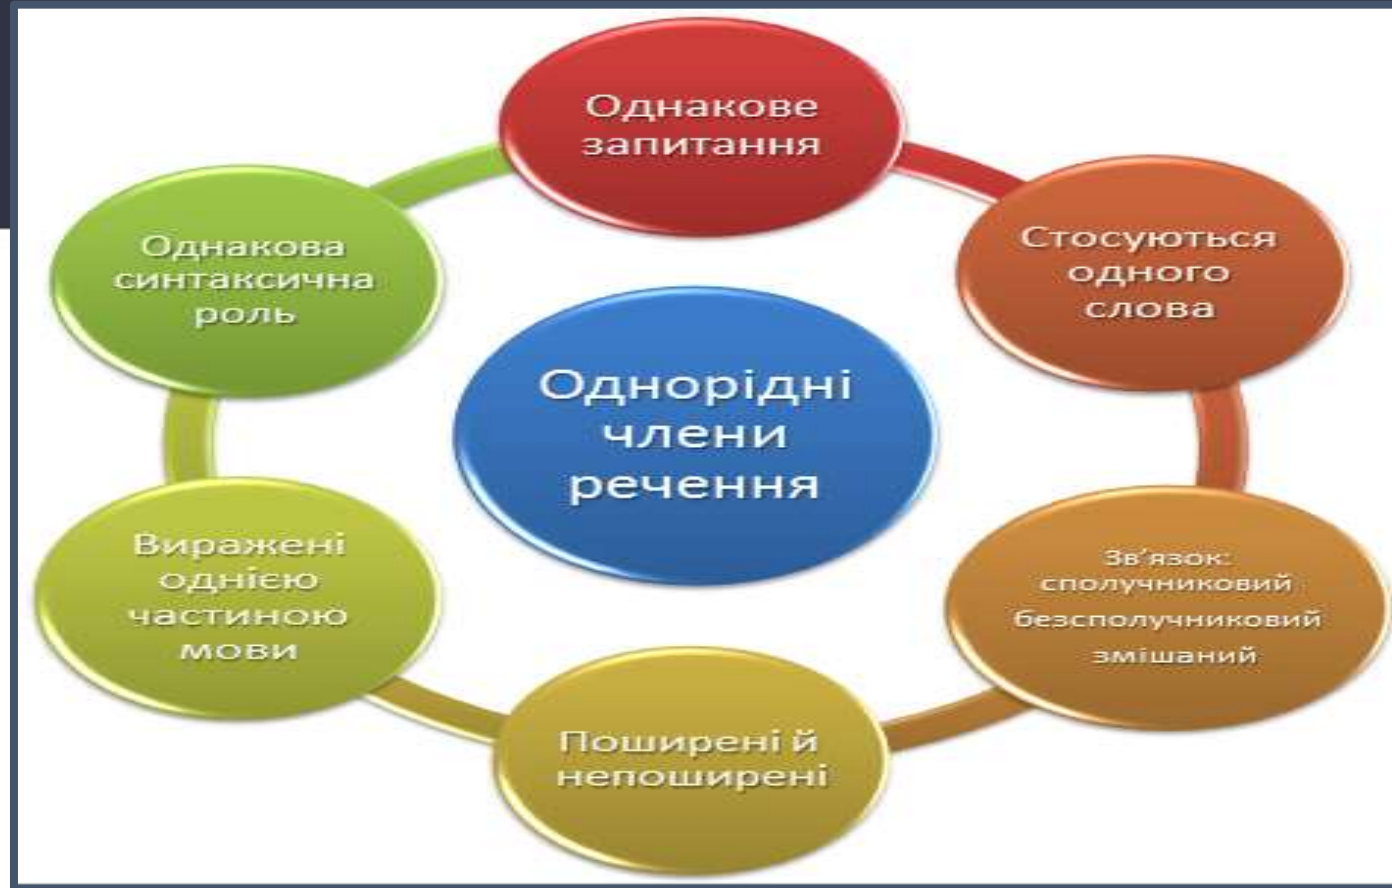 Однакове
запитання
Стосуються
одного
слова
Зв'язок:
сполучниковий
безсполучниковий
змішаний
Поширені й
непоширені
Виражені
однією
частиною
мови
Однакова
синтаксична
роль
Однорідні
члени
речення